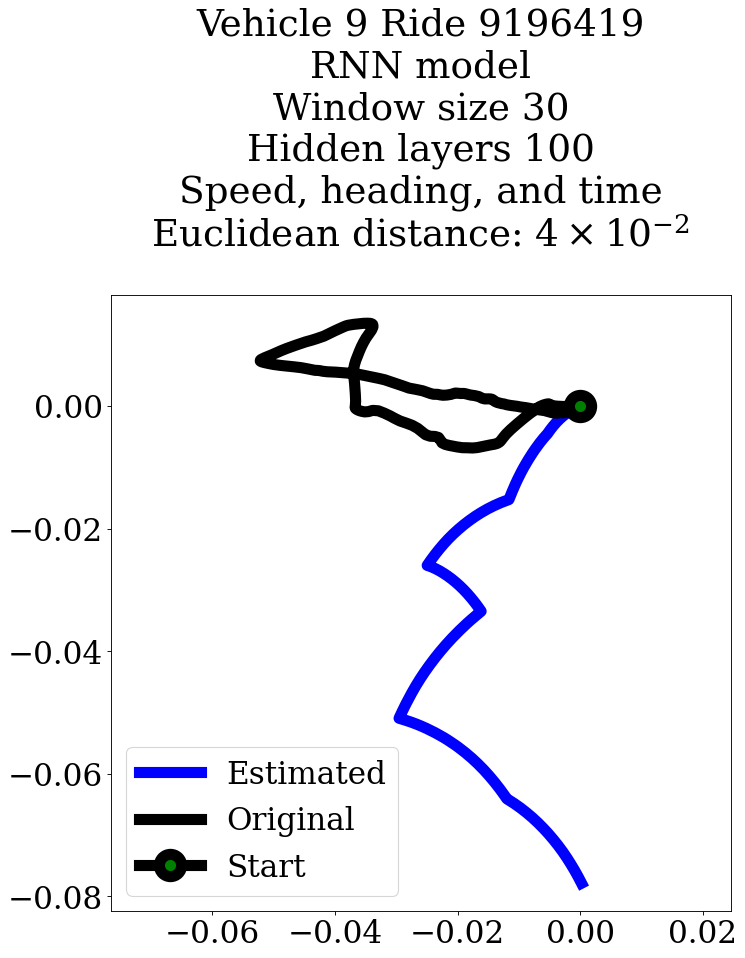 Vehicle 9 Ride 9196419
RNN model
Window size 30
Hidden layers 100
Speed, heading, and time
Euclidean distance: 4 × 10⁻²
0.00
−0.02
−0.04
−0.06
−0.08
Estimated
Original
Start
−0.06
−0.04
−0.02
0.00
0.02